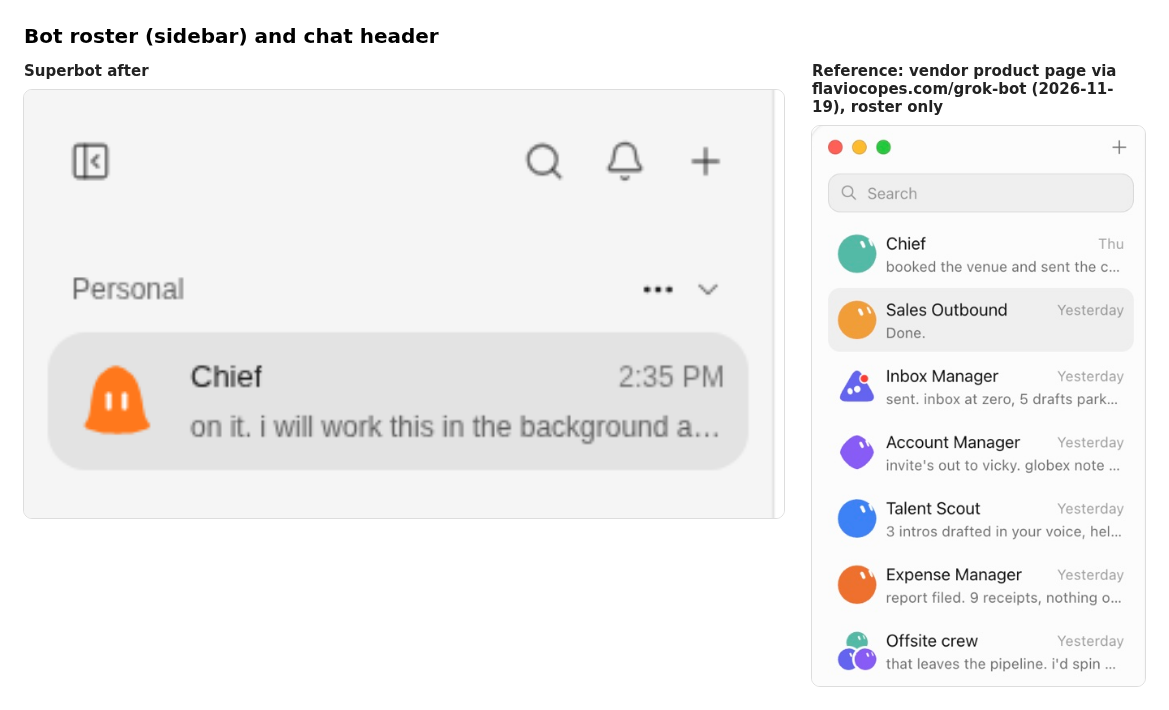 Bot roster (sidebar) and chat header
Superbot after
Personal
Chief
2:35 PM
on it. i will work this in the background a...
Reference: vendor product page via
flaviocopes.com/grok-bot (2026-11-
19), roster only
Search
Chief
Thu
booked the venue and sent the c...
Sales Outbound
Yesterday
Done.
Inbox Manager
Yesterday
sent. inbox at zero, 5 drafts park...
Account Manager
Yesterday
invite's out to vicky. globex note ...
Talent Scout
Yesterday
3 intros drafted in your voice, hel...
Expense Manager
Yesterday
report filed. 9 receipts, nothing o...
Offsite crew
Yesterday
that leaves the pipeline. i'd spin ...